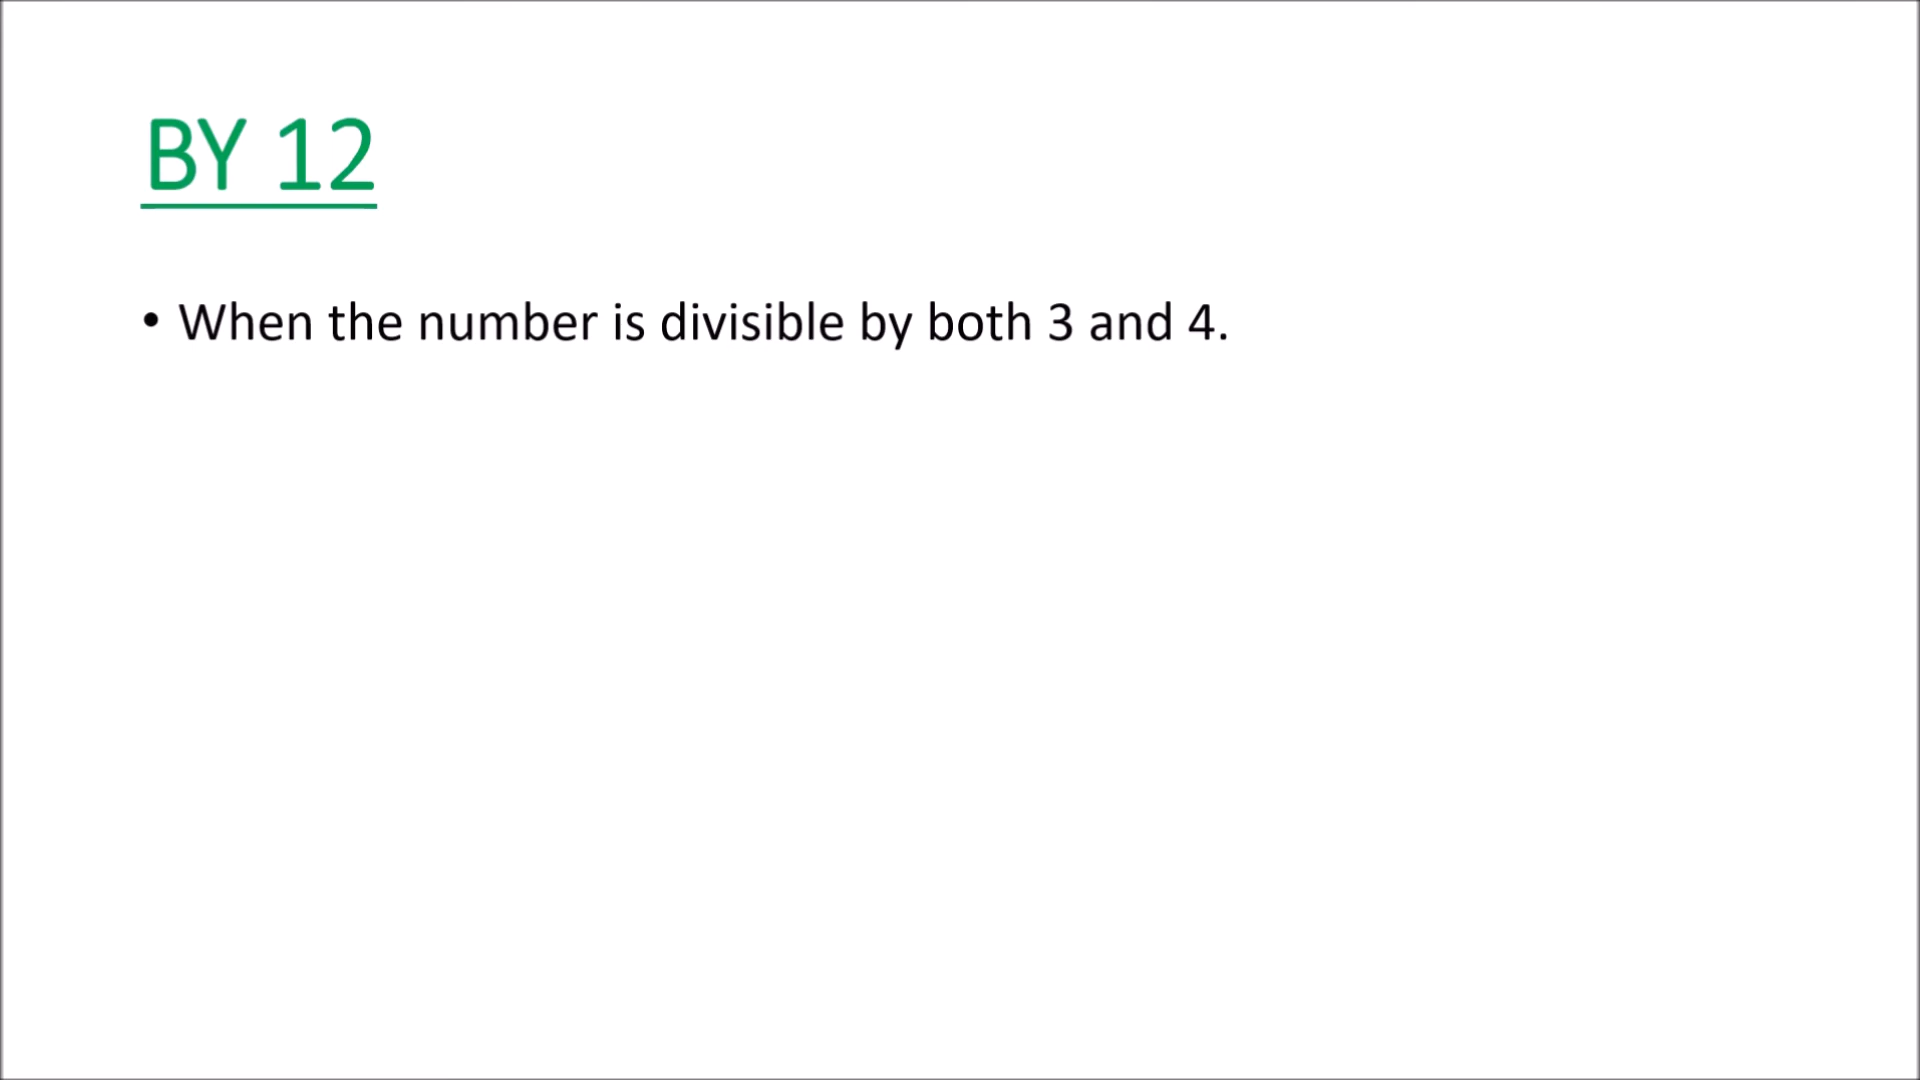 BY 12
• When the number is divisible by both 3 and 4.